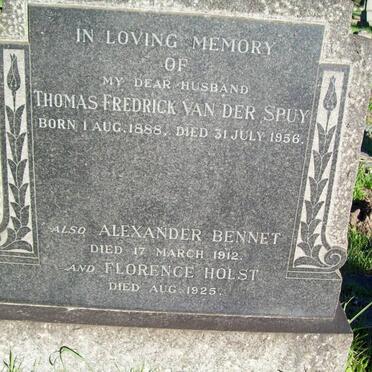 IN LOVING MEMORY
OF
MY DEAR HUSBAND
THOMAS FREDRICK VAN DER SPUY
BORN 1 AUG. 1888. DIED 31 JULY 1956.
ALSO ALEXANDER BENNET
DIED 17 MARCH 1912.
AND FLORENCE HOLST
DIED AUG. 1925.